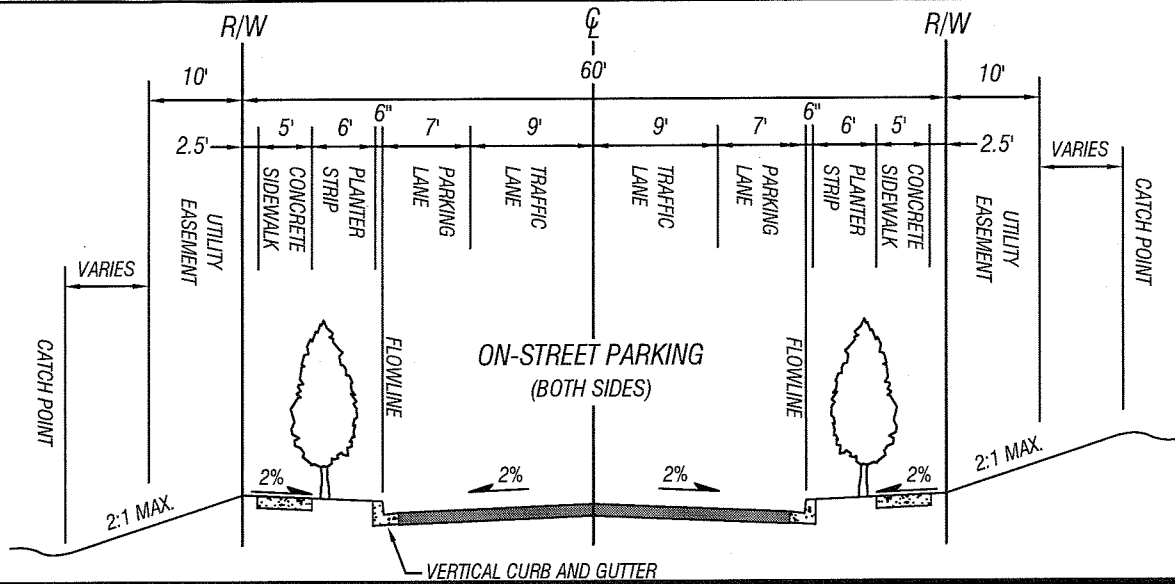 R/W
℄
R/W
10'
60'
10'
6"
6"
5'
6'
7'
9'
9'
7'
6'
5'
2.5'
2.5'
VARIES
UTILITY
EASEMENT
CONCRETE
SIDEWALK
PLANTER
STRIP
PARKING
LANE
TRAFFIC
LANE
TRAFFIC
LANE
PARKING
LANE
PLANTER
STRIP
CONCRETE
SIDEWALK
UTILITY
EASEMENT
CATCH POINT
VARIES
CATCH POINT
FLOWLINE
ON-STREET PARKING
(BOTH SIDES)
FLOWLINE
2:1 MAX.
2%
2%
2%
2%
2:1 MAX.
VERTICAL CURB AND GUTTER